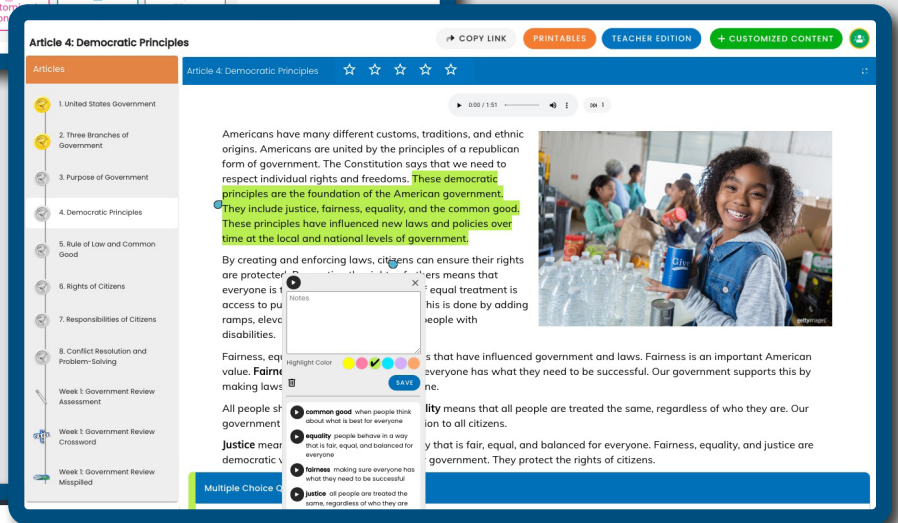 Article 4: Democratic Principles
COPY LINK
PRINTABLES
TEACHER EDITION
+ CUSTOMIZED CONTENT
Articles
1. United States Government
2. Three Branches of
Government
3. Purpose of Government
4. Democratic Principles
5. Rule of Law and Common
Good
6. Rights of Citizens
7. Responsibilities of Citizens
8. Conflict Resolution and
Problem-Solving
Week 1: Government Review
Assessment
Week 1: Government Review
Crossword
Week 1: Government Review
Misspilled
Article 4: Democratic Principles
0:00 / 1:51
Americans have many different customs, traditions, and ethnic
origins. Americans are united by the principles of a republican
form of government. The Constitution says that we need to
respect individual rights and freedoms. These democratic
principles are the foundation of the American government.
They include justice, fairness, equality, and the common good.
These principles have influenced new laws and policies over
time at the local and national levels of government.
Give
gettyimages
By creating and enforcing laws, citizens can ensure their rights
are protected. means that
everyone is equal treatment is
access to his is done by adding
ramps, people with
disabilities.
Fairness, that have influenced government and laws. Fairness is an important American
value. everyone has what they need to be successful. Our government supports this by
making laws
All people means that all people are treated the same, regardless of who they are. Our
government to all citizens.
Justice that is fair, equal, and balanced for everyone. Fairness, equality, and justice are
democratic government. They protect the rights of citizens.
Notes
Highlight Color
SAVE
common good when people think
about what is best for everyone
equality people behave in a way
that is fair, equal, and balanced for
everyone
fairness making sure everyone has
what they need to be successful
justice all people are treated the
same, regardless of who they are
Multiple Choice